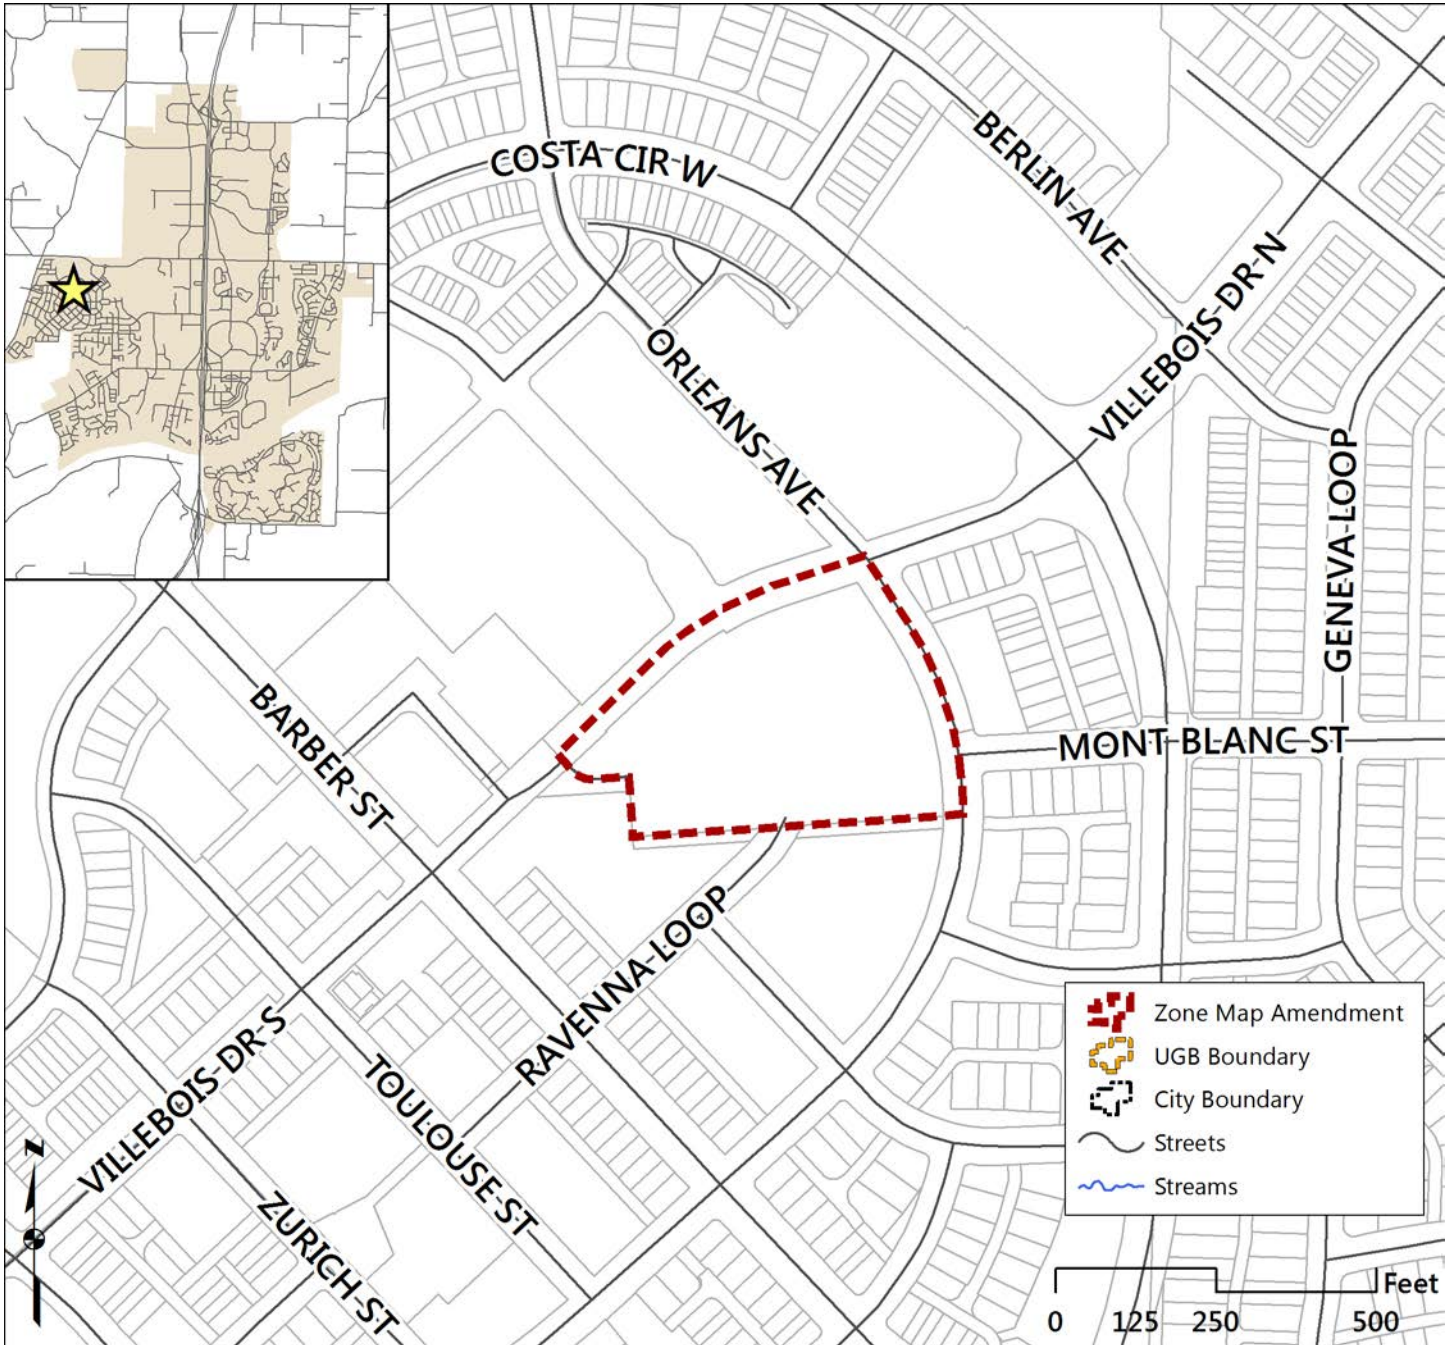 COSTA CIR W
BERLIN AVE
VILLEBOIS DR N
ORLEANS AVE
GENEVA LOOP
MONT BLANC ST
BARBER ST
RAVENNA LOOP
VILLEBOIS DR S
TOULOUSE ST
ZURICH ST
N
Zone Map Amendment
UGB Boundary
City Boundary
Streets
Streams
Feet
0 125 250 500